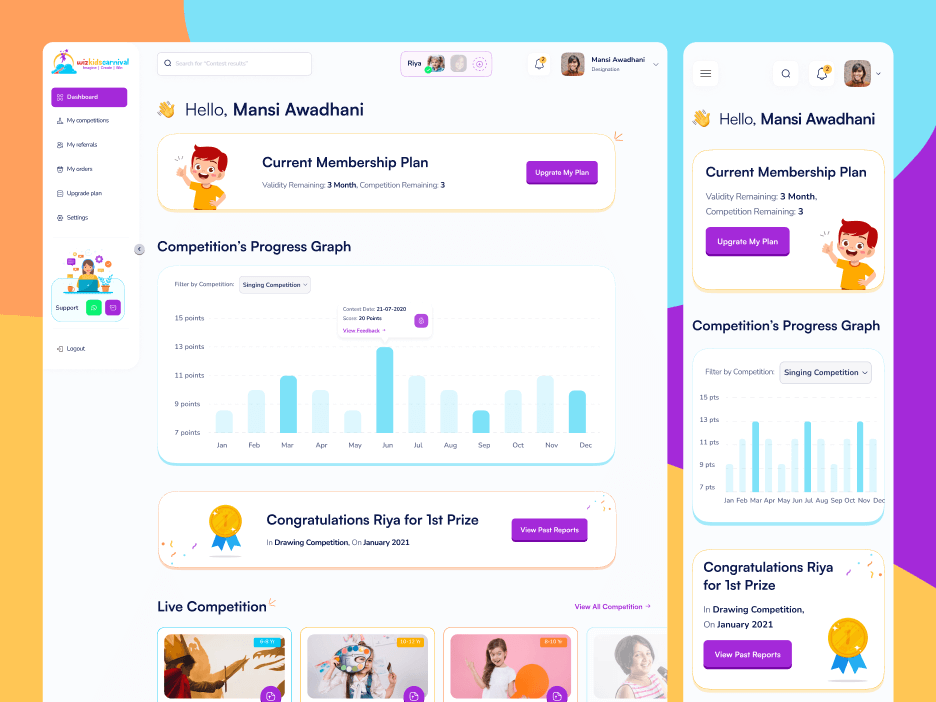 wizkidscarnival
Imagine | Create | Win
Search for "Contest results"
Riya
2
Mansi Awadhani
Designation
Dashboard
My competitions
My referrals
My orders
Upgrade plan
Settings
Support
Logout
Hello, Mansi Awadhani
Current Membership Plan
Validity Remaining: 3 Month, Competition Remaining: 3
Upgrate My Plan
Competition's Progress Graph
Filter by Competition: Singing Competition
Contest Date: 21-07-2020
Score: 20 Points
View Feedback
15 points
13 points
11 points
9 points
7 points
Jan Feb Mar Apr May Jun Jul Aug Sep Oct Nov Dec
Congratulations Riya for 1st Prize
In Drawing Competition, On January 2021
View Past Reports
Live Competition
View All Competition
6-8 Yr
10-12 Yr
8-10 Yr
2
Hello, Mansi Awadhani
Current Membership Plan
Validity Remaining: 3 Month,
Competition Remaining: 3
Upgrate My Plan
Competition's Progress Graph
Filter by Competition: Singing Competition
15 pts
13 pts
11 pts
9 pts
7 pts
Jan Feb Mar Apr May Jun Jul Aug Sep Oct Nov Dec
Congratulations Riya
for 1st Prize
In Drawing Competition,
On January 2021
View Past Reports